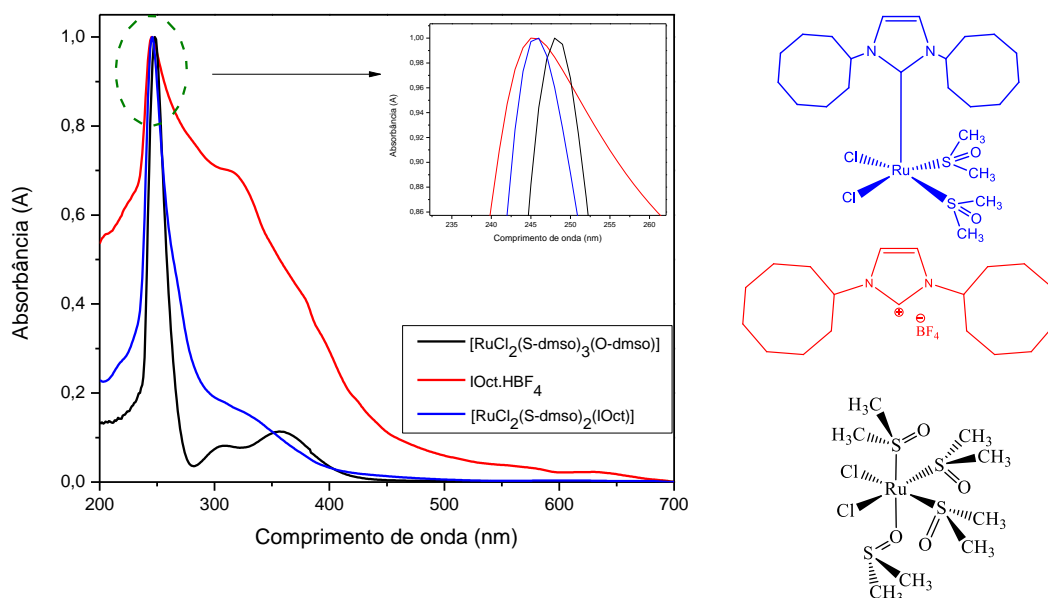 1,0
0,8
0,6
0,4
0,2
0,0
Absorbância (A)
200 300 400 500 600 700
Comprimento de onda (nm)
1,00
0,98
0,96
0,94
0,92
0,90
0,88
0,86
Absorbância (A)
235 240 245 250 255 260
Comprimento de onda (nm)
[RuCl2(S-dmso)3(O-dmso)]
IOct.HBF4
[RuCl2(S-dmso)2(IOct)]
N N
CH3
Cl S O
Ru CH3
Cl CH3
S
O CH3
N N
⊕ ⊖
BF4
H3C
H3C S O
CH3
Cl S CH3
Ru O
Cl S CH3
O O CH3
S CH3
CH3